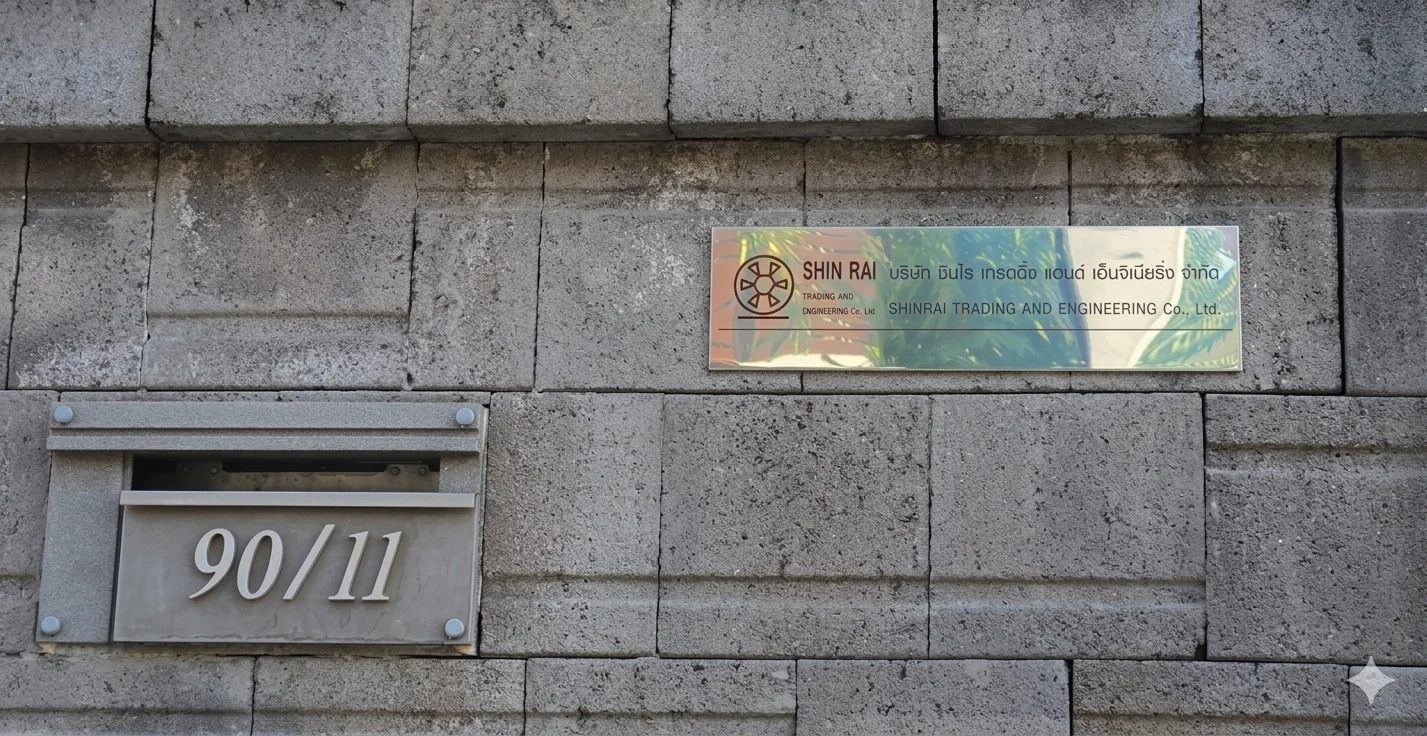 SHIN RAI
TRADING AND
ENGINEERING Co., Ltd.
บริษัท ชินไร เทรดดิ้ง แอนด์ เอ็นจิเนียริ่ง จำกัด
SHINRAI TRADING AND ENGINEERING Co., Ltd.
90/11